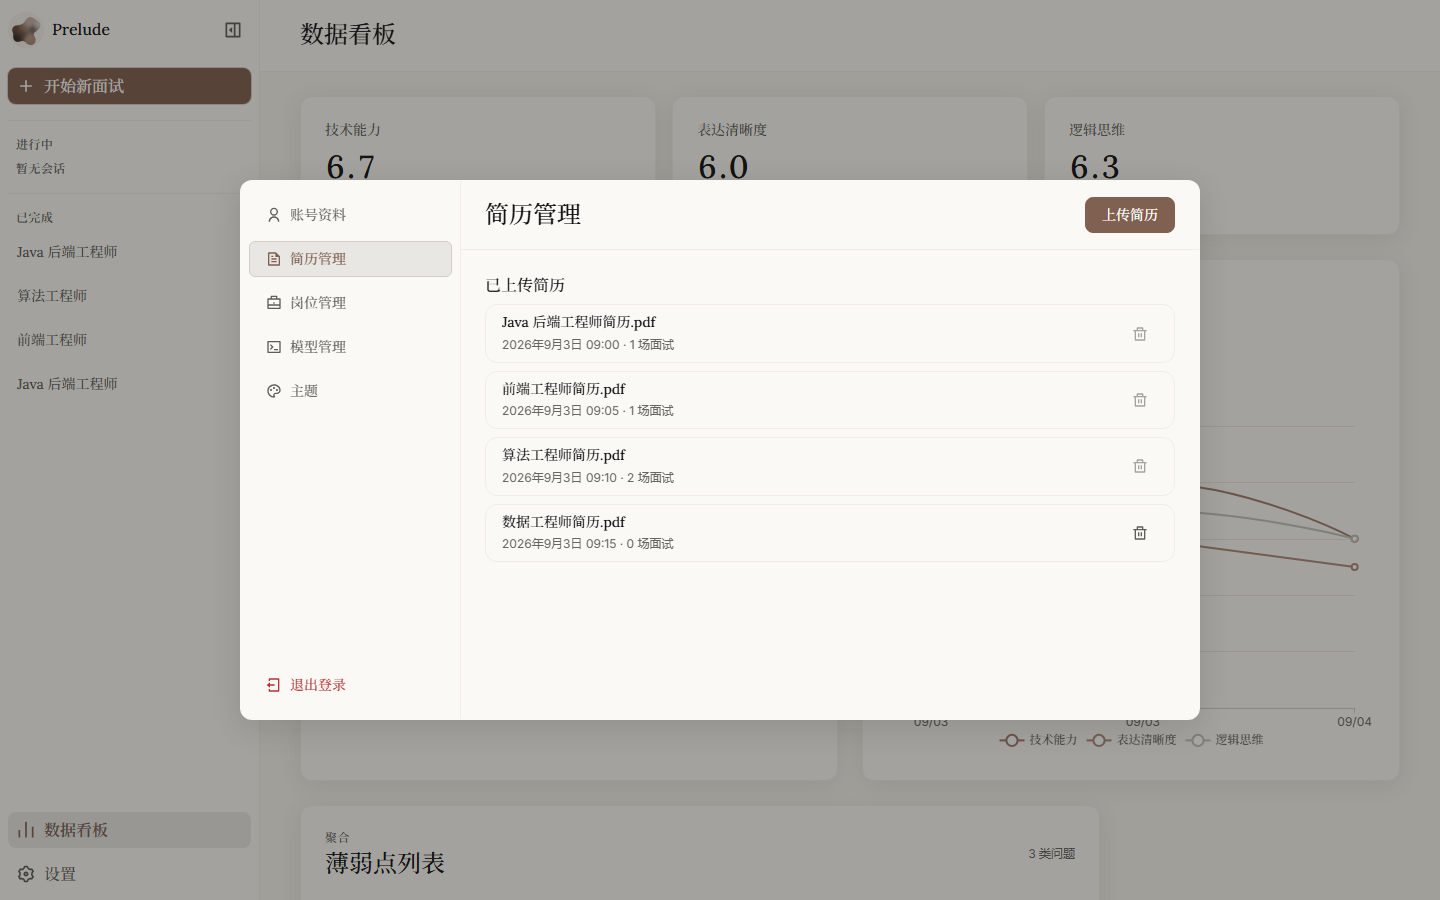 Prelude
开始新面试
进行中
暂无会话
已完成
Java 后端工程师
算法工程师
前端工程师
Java 后端工程师
数据看板
设置
数据看板
技术能力
6.7
表达清晰度
6.0
逻辑思维
6.3
账号资料
简历管理
岗位管理
模型管理
主题
退出登录
简历管理
上传简历
已上传简历
Java 后端工程师简历.pdf
2026年9月3日 09:00 · 1 场面试
前端工程师简历.pdf
2026年9月3日 09:05 · 1 场面试
算法工程师简历.pdf
2026年9月3日 09:10 · 2 场面试
数据工程师简历.pdf
2026年9月3日 09:15 · 0 场面试
09/03
09/03
09/04
技术能力
表达清晰度
逻辑思维
聚合
薄弱点列表
3 类问题